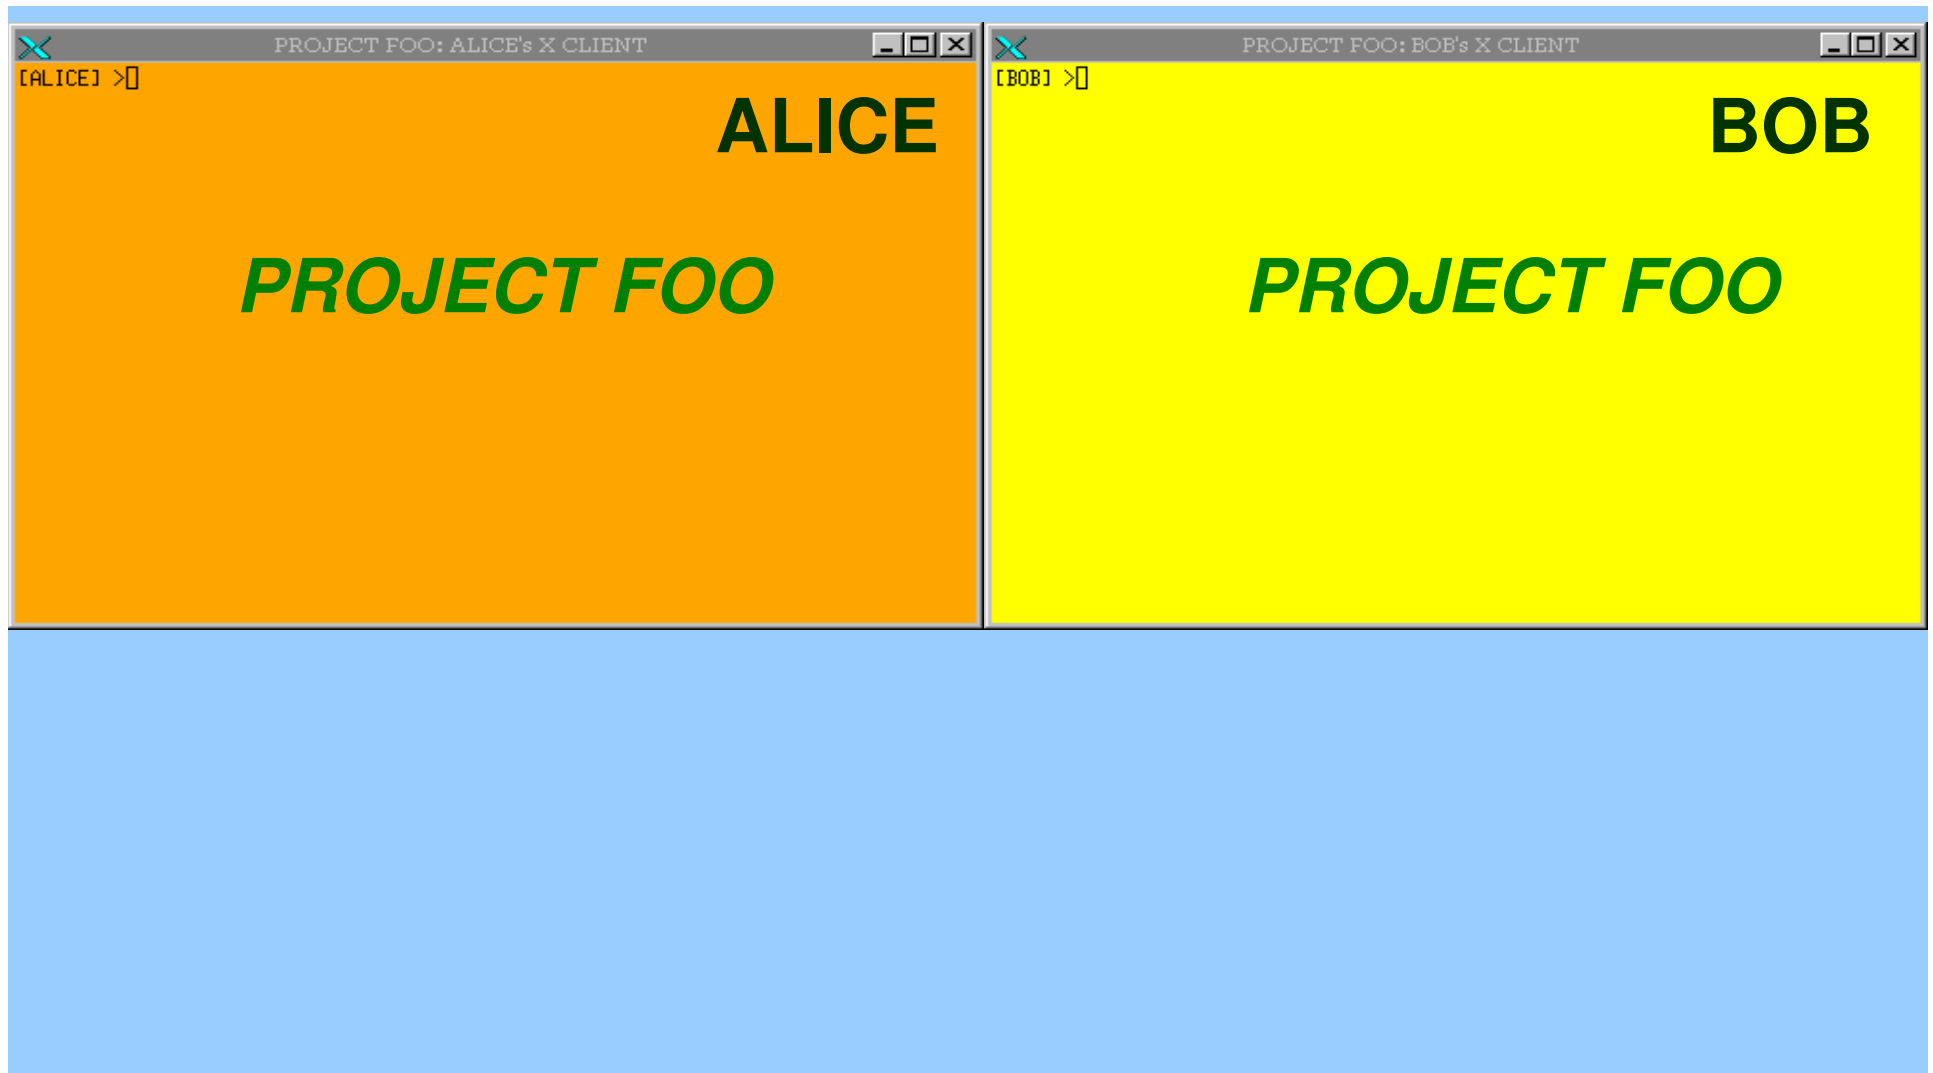 PROJECT FOO: ALICE's X CLIENT
[ALICE] >
ALICE
PROJECT FOO
PROJECT FOO: BOB's X CLIENT
[BOB] >
BOB
PROJECT FOO